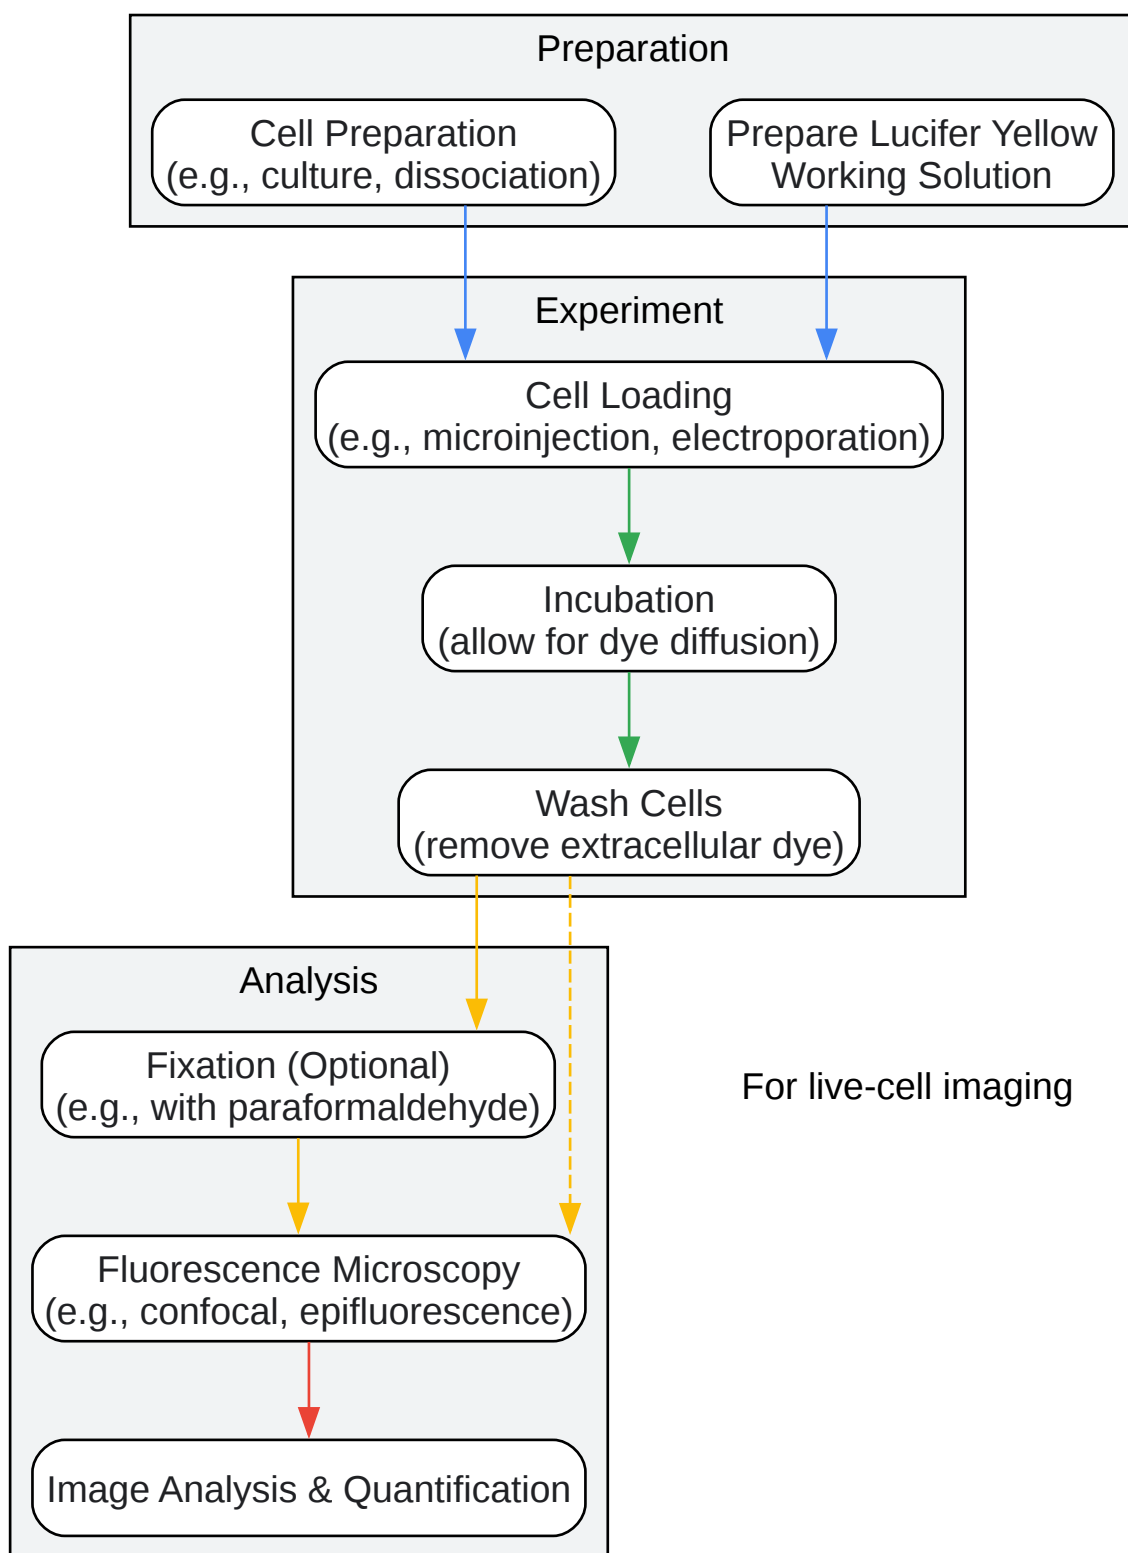 Preparation
Cell Preparation
(e.g., culture, dissociation)
Prepare Lucifer Yellow
Working Solution
Experiment
Cell Loading
(e.g., microinjection, electroporation)
Incubation
(allow for dye diffusion)
Wash Cells
(remove extracellular dye)
Analysis
Fixation (Optional)
(e.g., with paraformaldehyde)
For live-cell imaging
Fluorescence Microscopy
(e.g., confocal, epifluorescence)
Image Analysis & Quantification